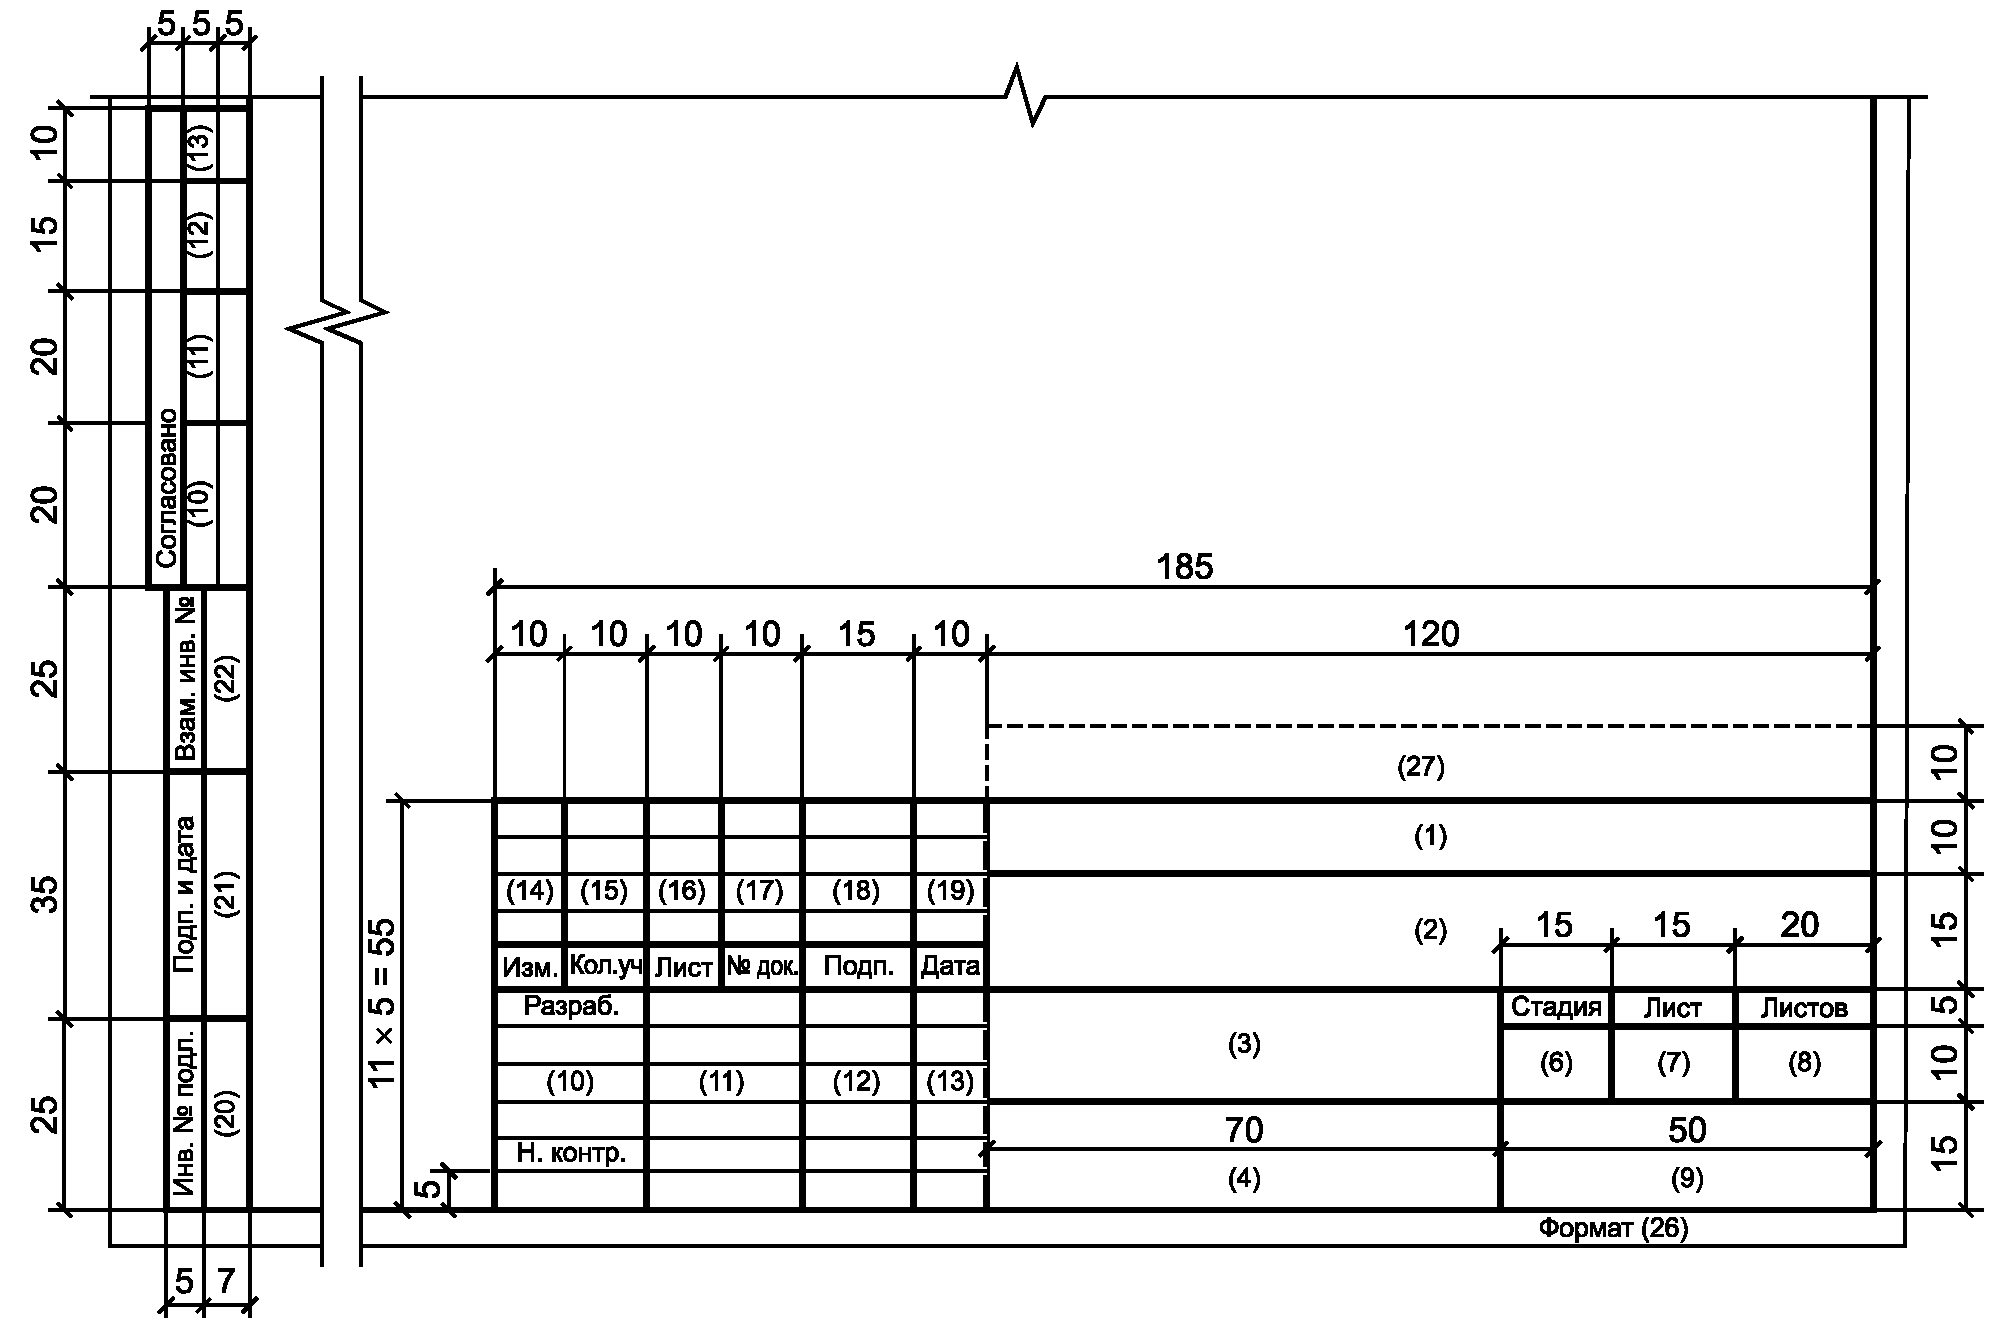 5 5 5
10
(13)
15
(12)
20
(11)
20
Согласовано
(10)
25
Взам. инв. №
(22)
35
Подп. и дата
(21)
25
Инв. № подл.
(20)
5 7
185
10 10 10 10 15 10 120
(27)
10
(1)
10
(14) (15) (16) (17) (18) (19)
(2)
15 15 20
15
11 × 5 = 55
Изм. Кол.уч Лист № док. Подп. Дата
Разраб.
Стадия Лист Листов
5
(3)
(6) (7) (8)
10
(10) (11) (12) (13)
70 50
Н. контр.
15
5
(4) (9)
Формат (26)